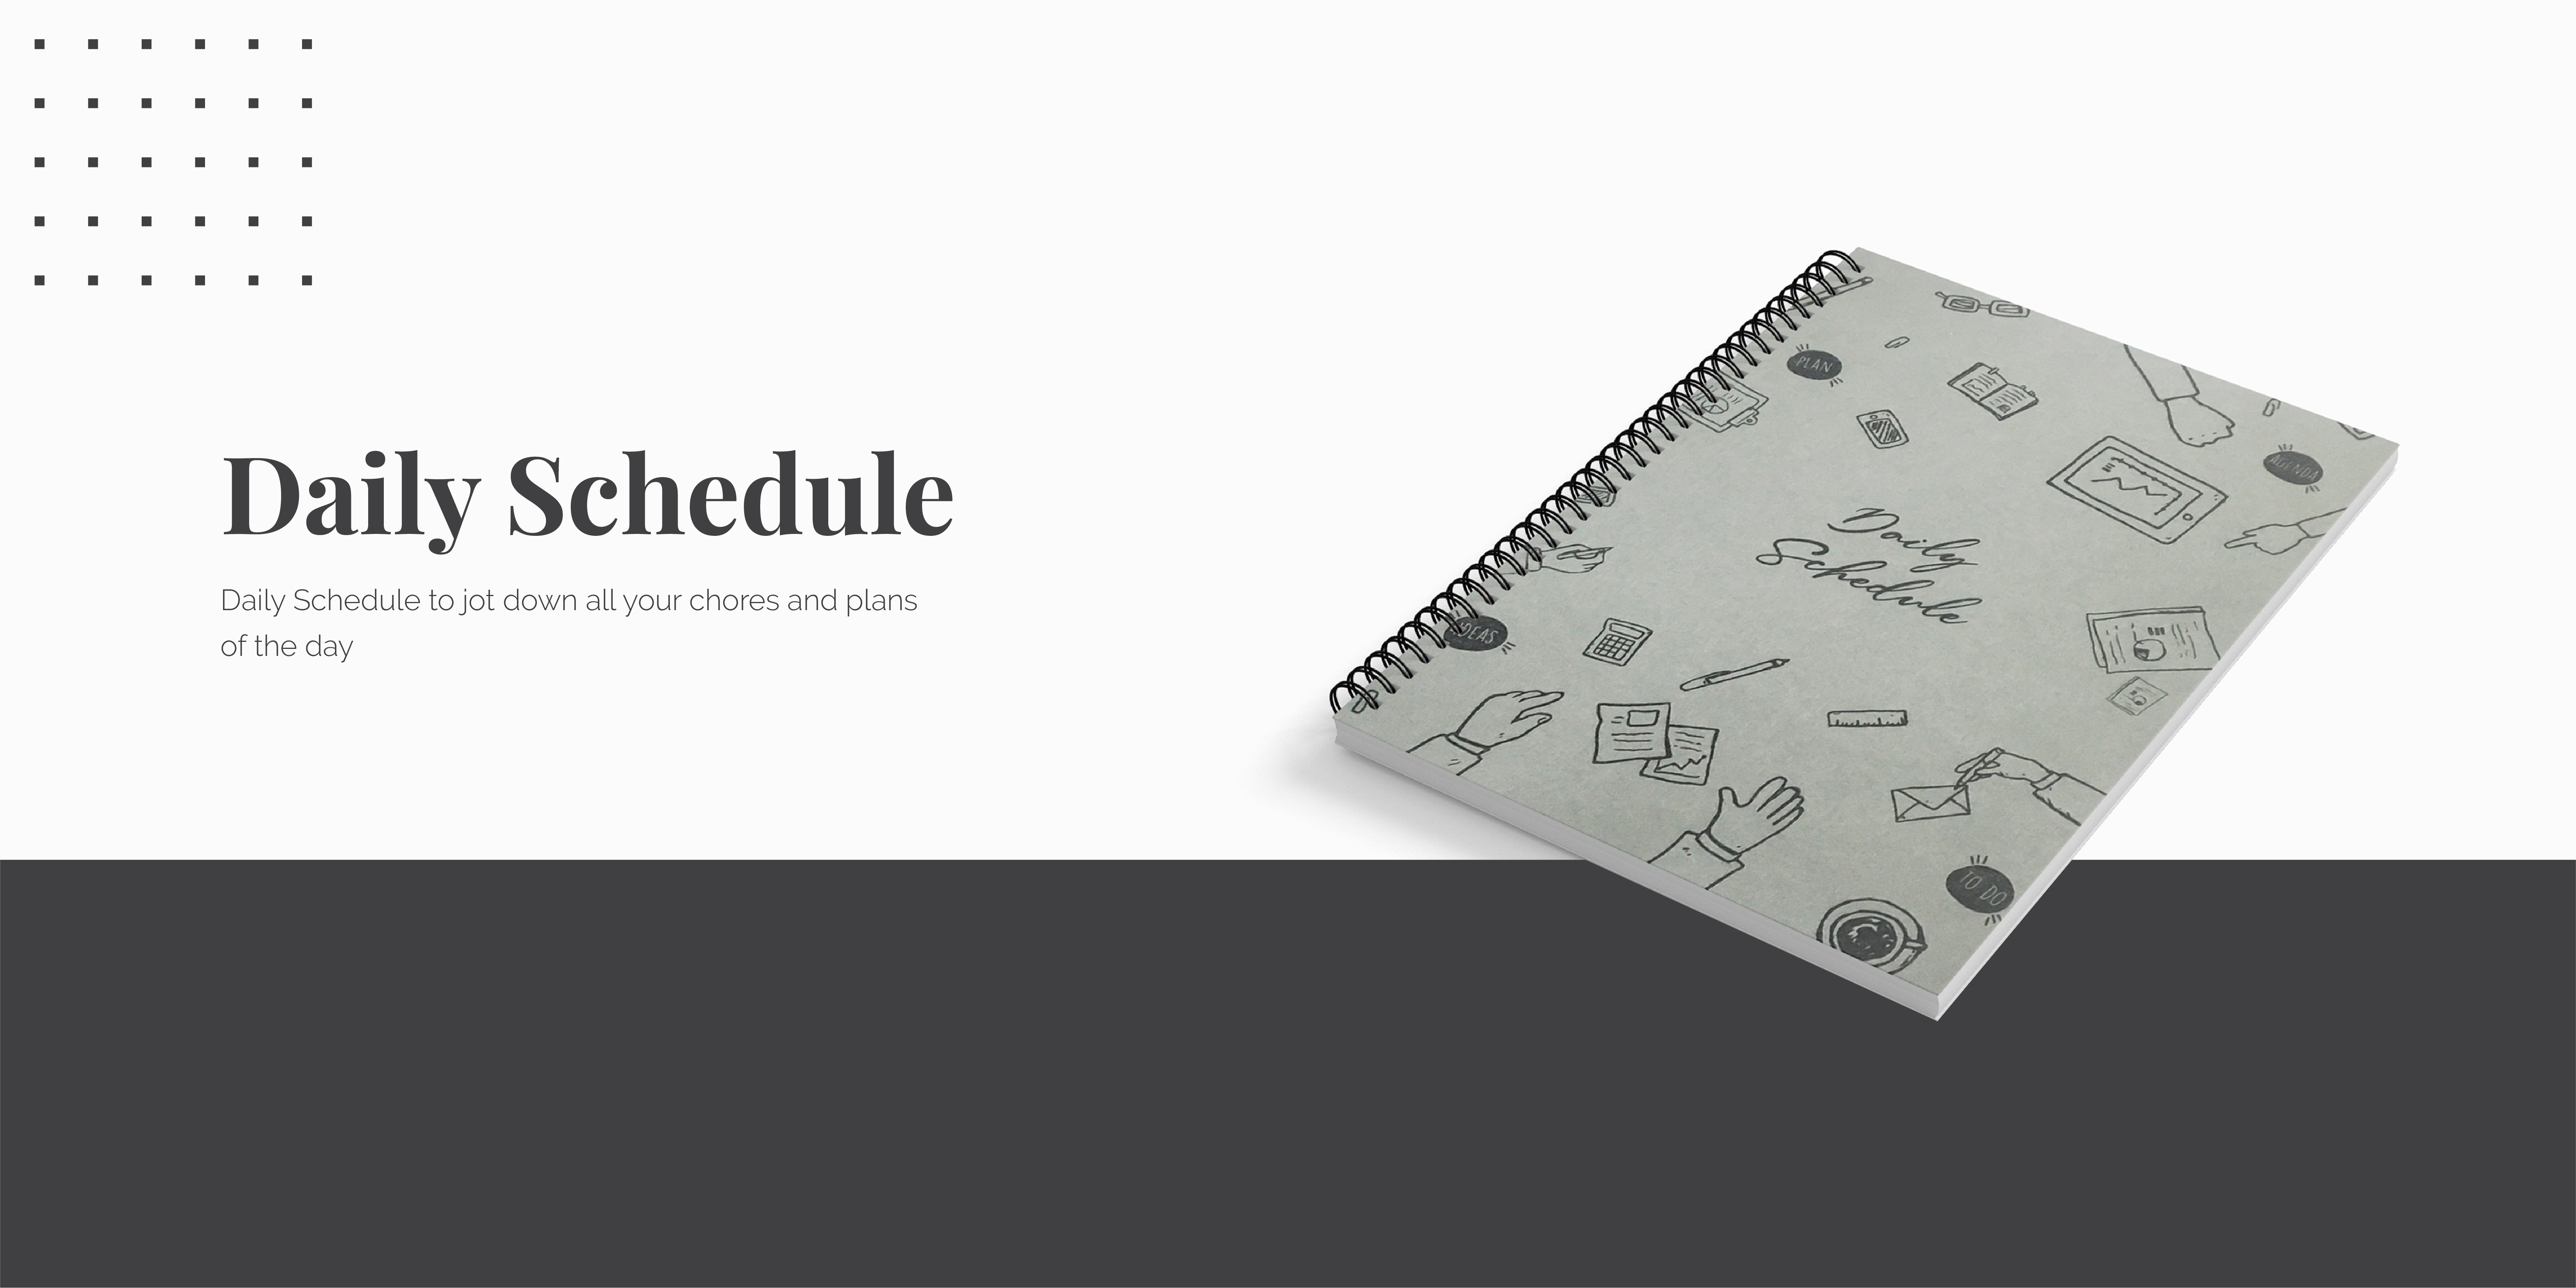 Daily Schedule
Daily Schedule to jot down all your chores and plans
of the day
PLAN
AGENDA
Daily
Schedule
IDEAS
TO DO